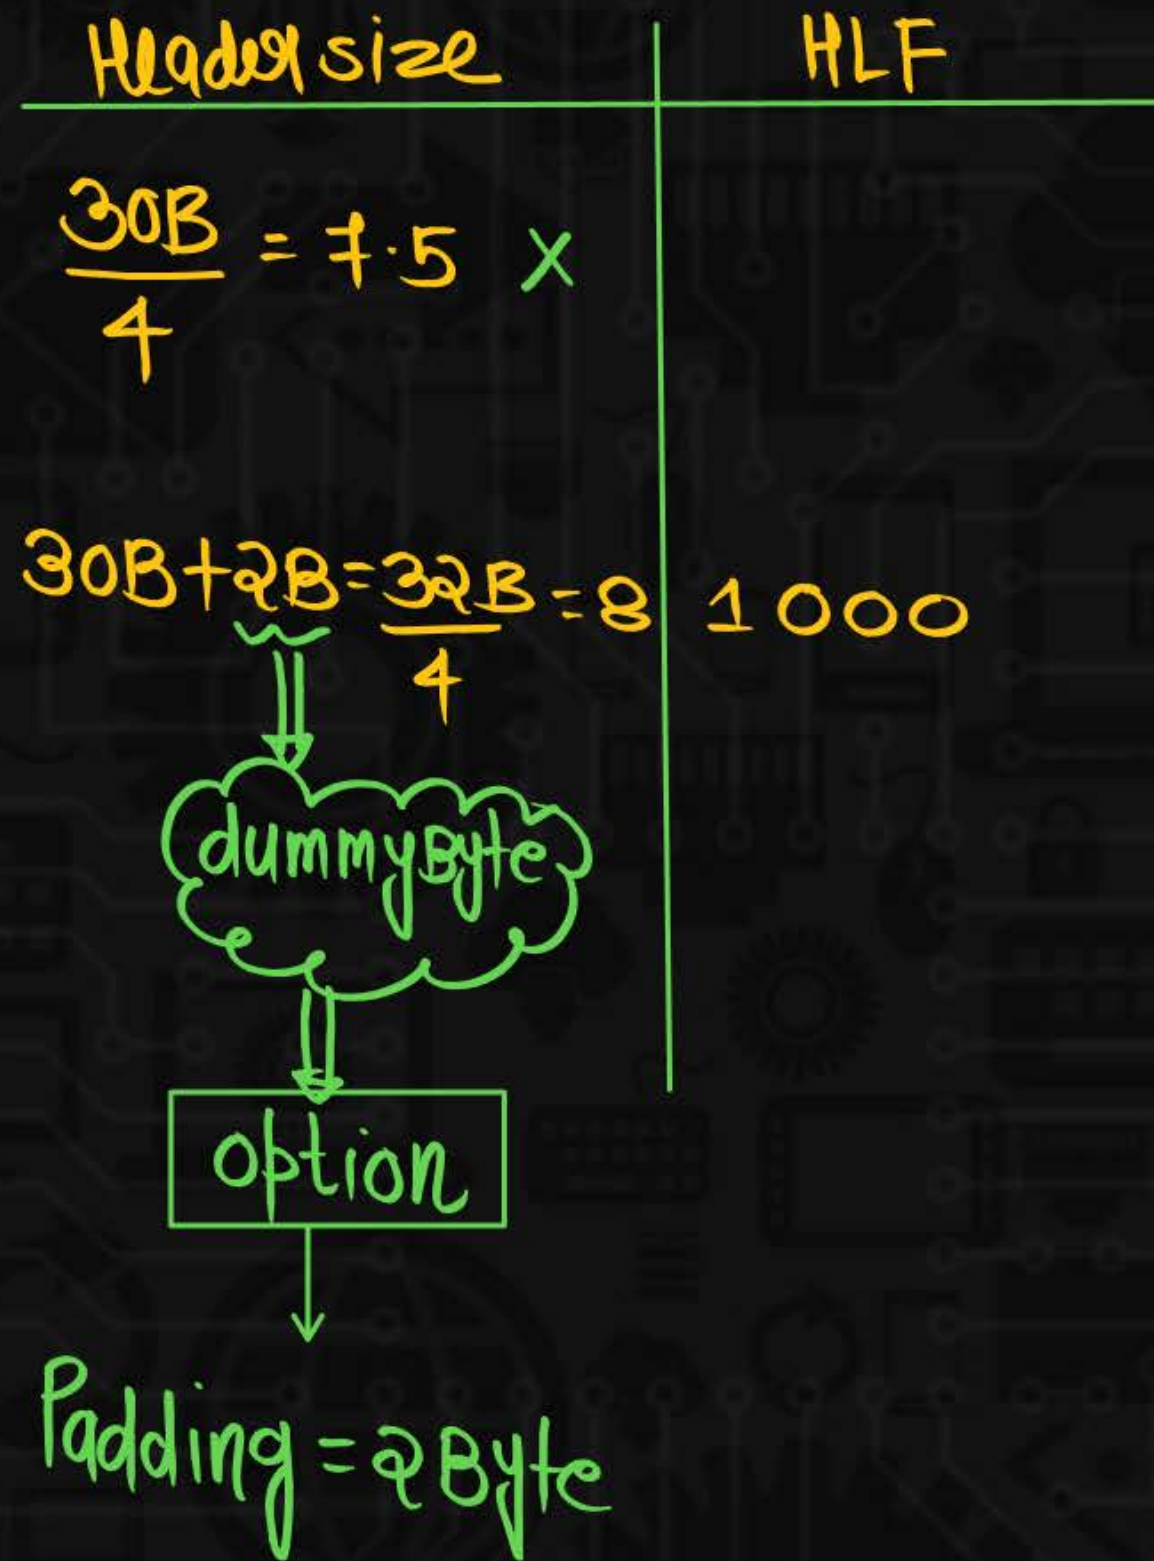 Header size HLF
30B/4 = 7.5 X
30B+2B=32B/4=8 1000
dummyByte
option
Padding = 2Byte